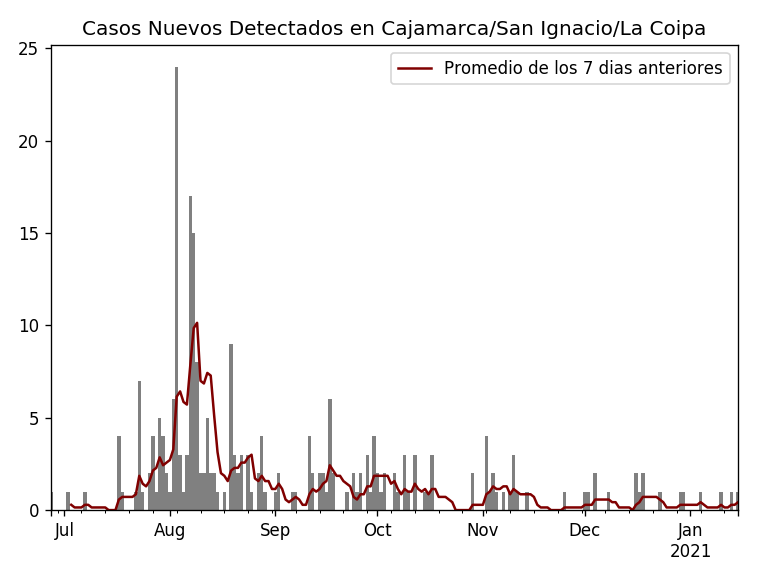 Casos Nuevos Detectados en Cajamarca/San Ignacio/La Coipa
Promedio de los 7 dias anteriores
25
20
15
10
5
0
Jul Aug Sep Oct Nov Dec Jan
2021